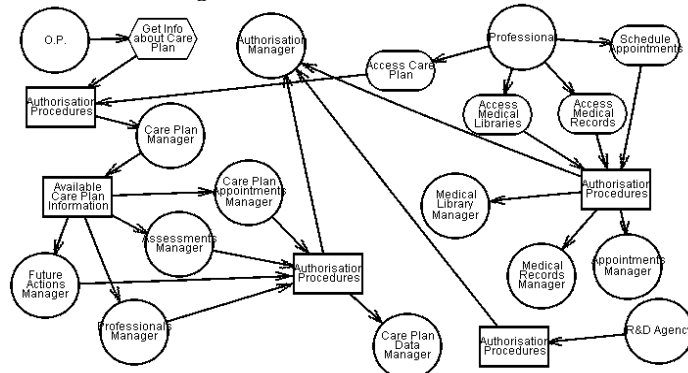 O.P.
Get Info
about Care
Plan
Authorisation
Manager
Professional
Schedule
Appointments
Access Care
Plan
Authorisation
Procedures
Access
Medical
Libraries
Access
Medical
Records
Care Plan
Manager
Available
Care Plan
Information
Care Plan
Appointments
Manager
Medical
Library
Manager
Authorisation
Procedures
Assessments
Manager
Future
Actions
Manager
Authorisation
Procedures
Medical
Records
Manager
Appointments
Manager
Professionals
Manager
Care Plan
Data
Manager
Authorisation
Procedures
R&D Agency